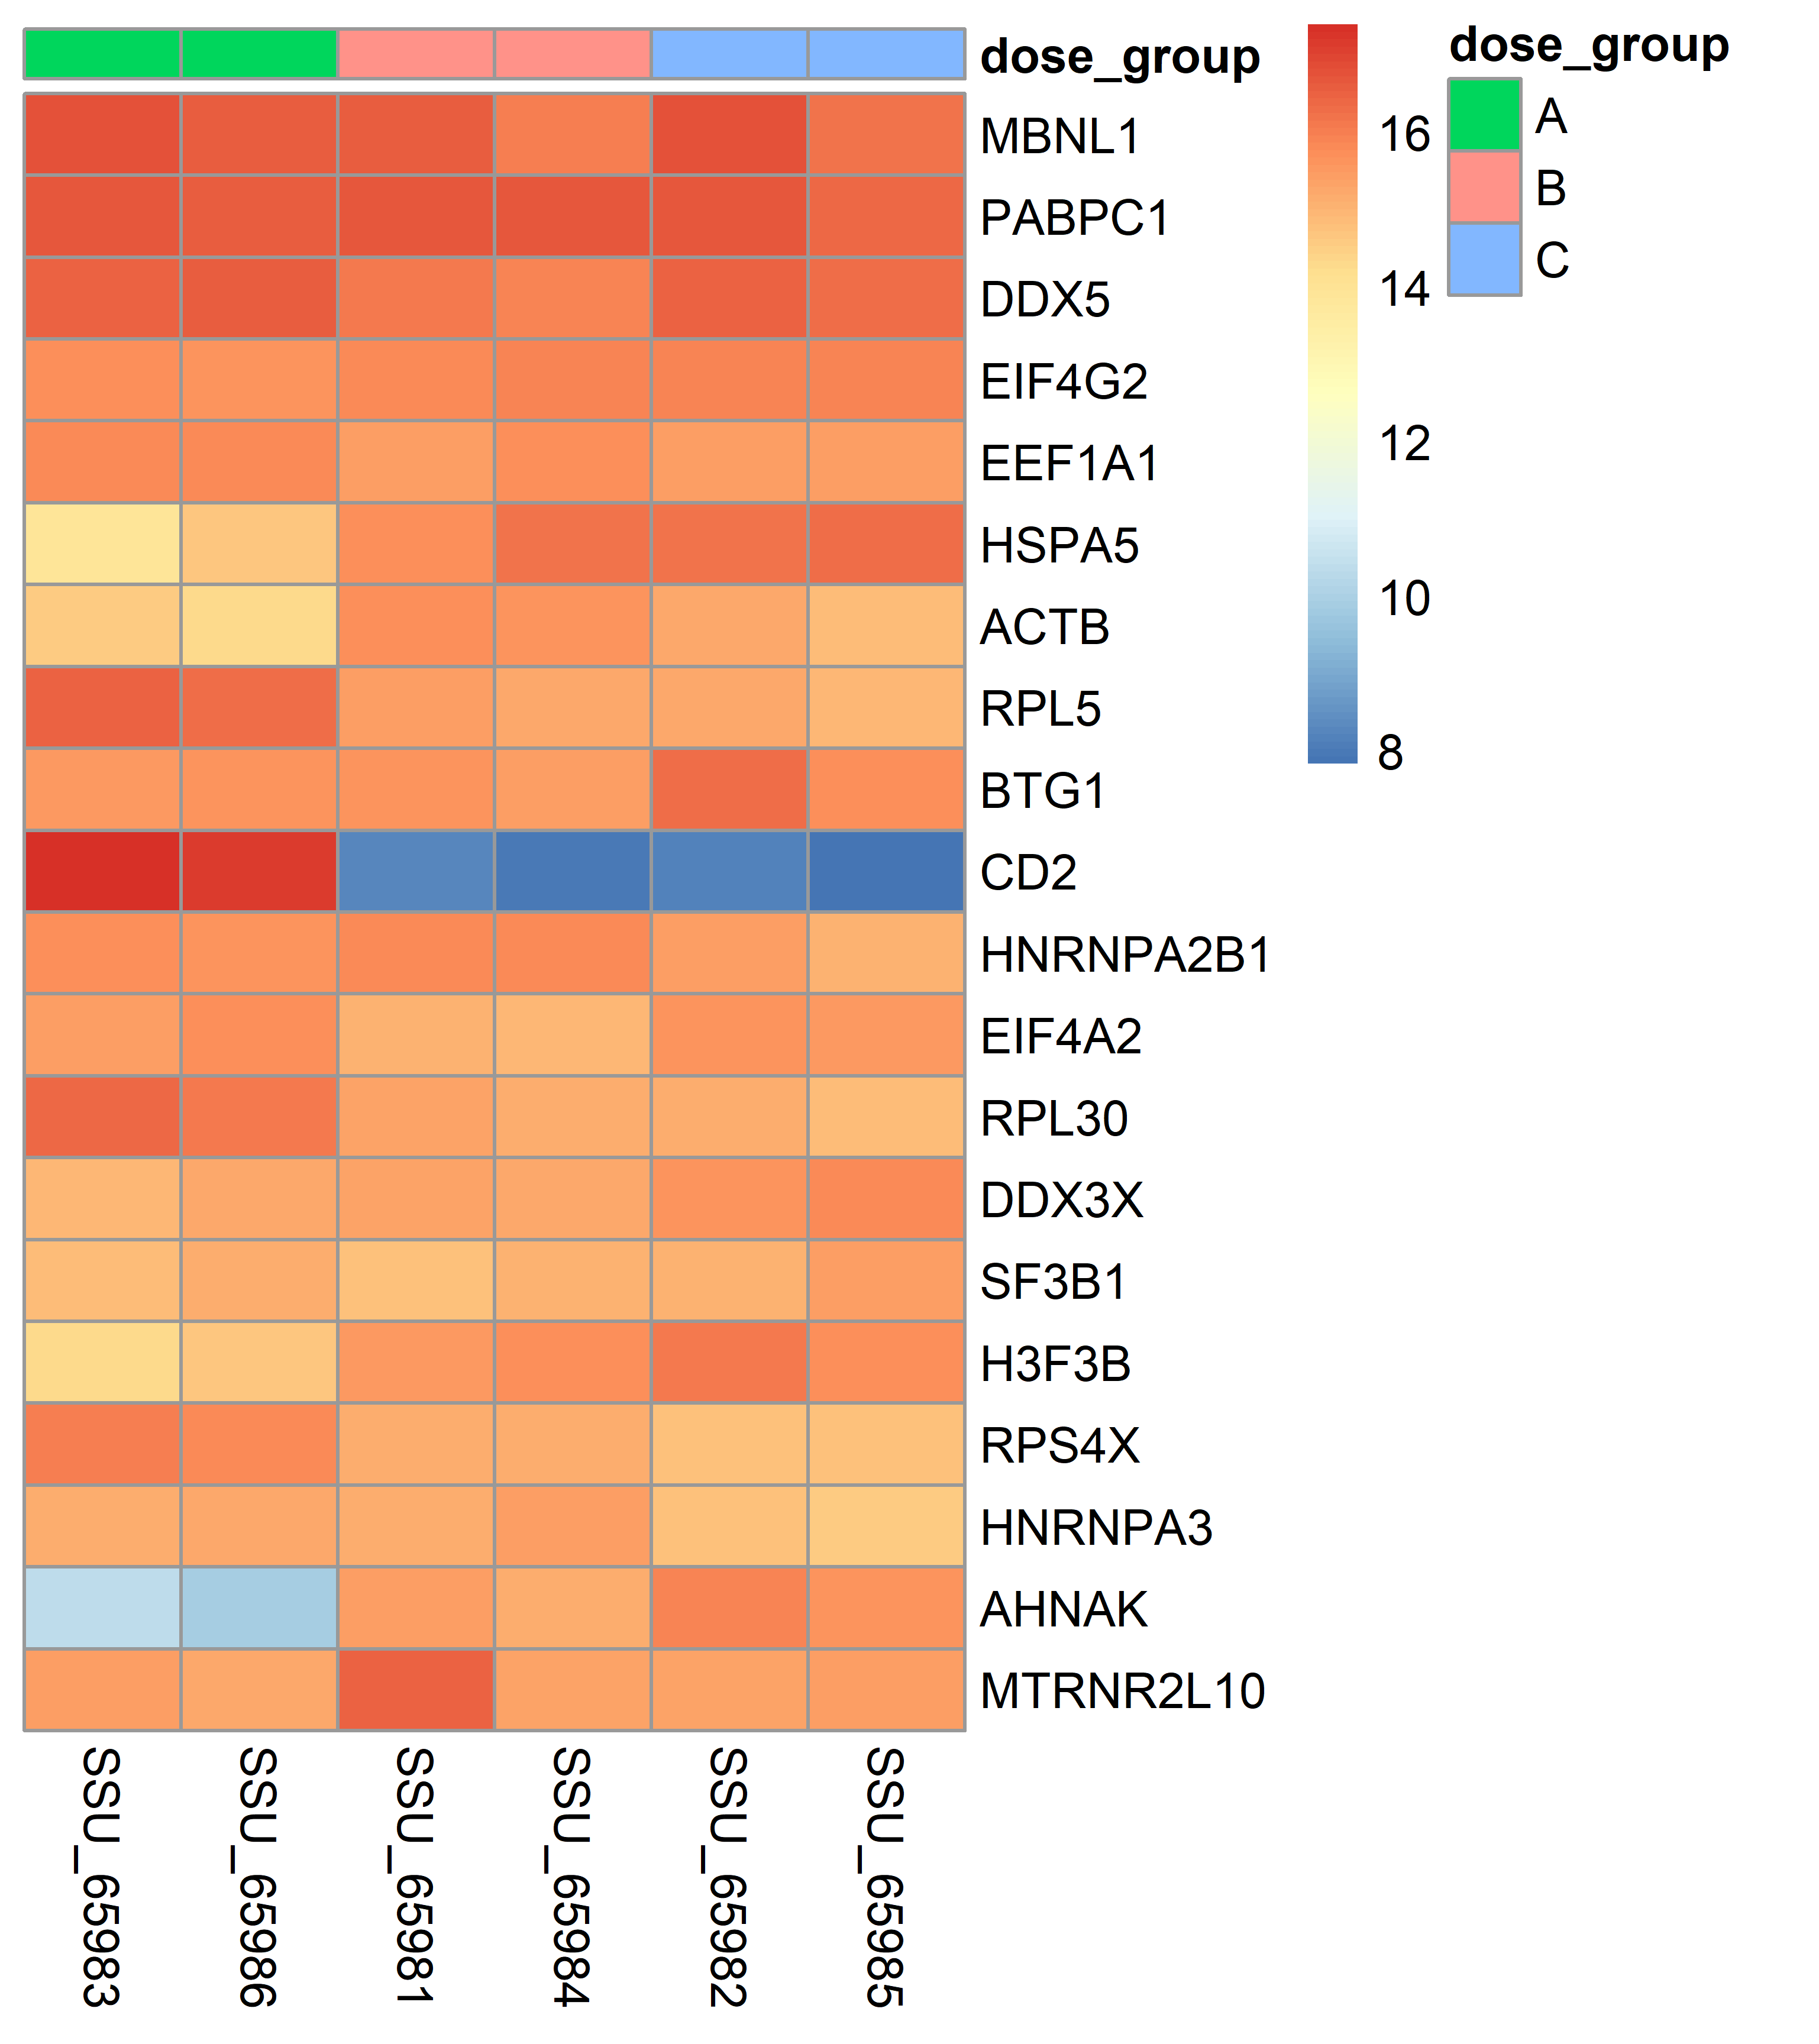 dose_group
MBNL1
PABPC1
DDX5
EIF4G2
EEF1A1
HSPA5
ACTB
RPL5
BTG1
CD2
HNRNPA2B1
EIF4A2
RPL30
DDX3X
SF3B1
H3F3B
RPS4X
HNRNPA3
AHNAK
MTRNR2L10
SSU_65983
SSU_65986
SSU_65981
SSU_65984
SSU_65982
SSU_65985
16
14
12
10
8
dose_group
A
B
C